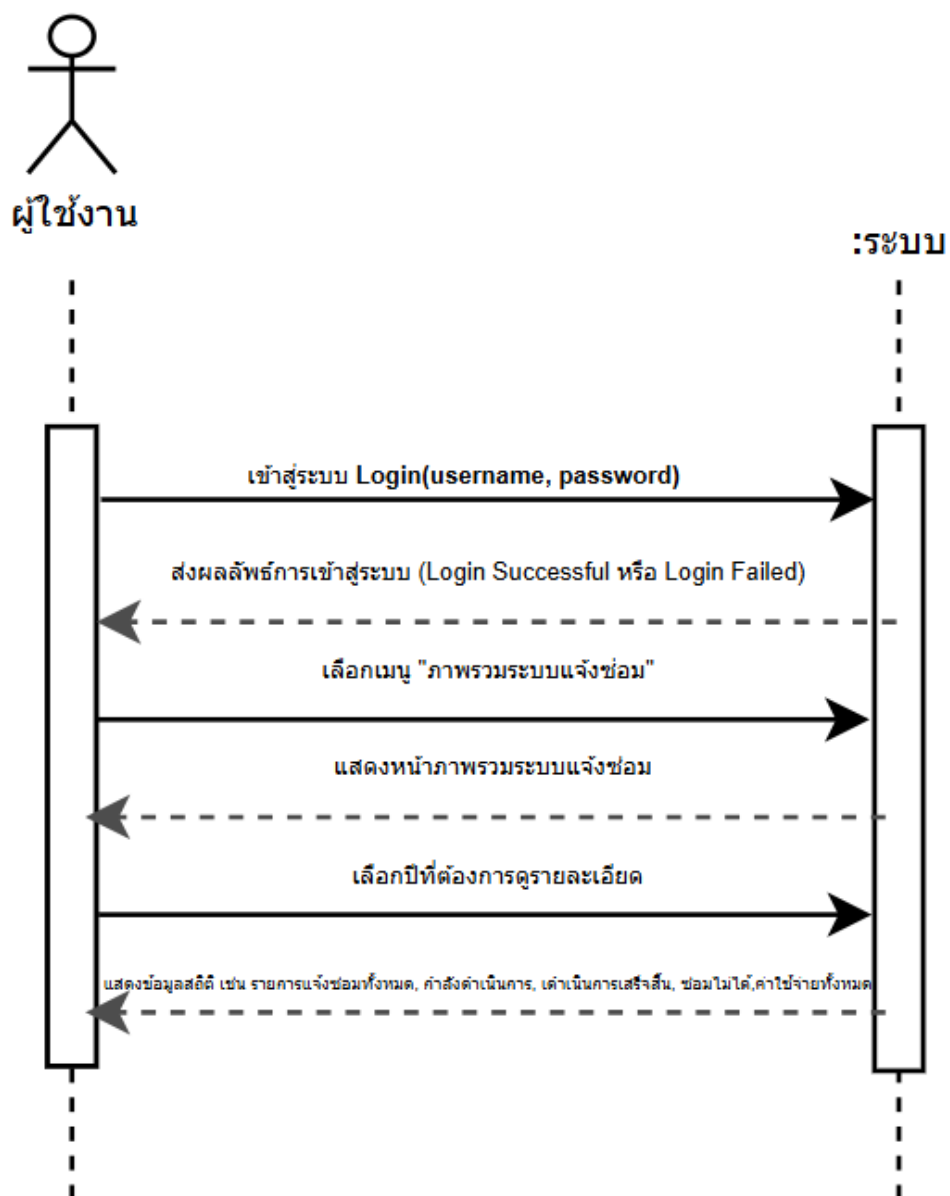 ผู้ใช้งาน
:ระบบ
เข้าสู่ระบบ Login(username, password)
ส่งผลลัพธ์การเข้าสู่ระบบ (Login Successful หรือ Login Failed)
เลือกเมนู "ภาพรวมระบบแจ้งซ่อม"
แสดงหน้าภาพรวมระบบแจ้งซ่อม
เลือกปีที่ต้องการดูรายละเอียด
แสดงข้อมูลสถิติ เช่น รายการแจ้งซ่อมทั้งหมด, กำลังดำเนินการ, เดำเนินการเสร็จสิ้น, ซ่อมไม่ได้,ค่าใช้จ่ายทั้งหมด